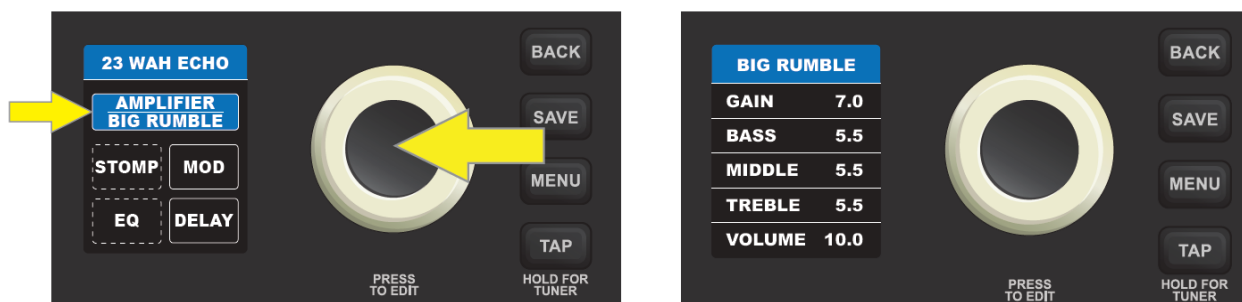 23 WAH ECHO
AMPLIFIER
BIG RUMBLE
STOMP MOD
EQ DELAY
PRESS
TO EDIT
BACK
SAVE
MENU
TAP
HOLD FOR
TUNER
BIG RUMBLE
GAIN 7.0
BASS 5.5
MIDDLE 5.5
TREBLE 5.5
VOLUME 10.0
PRESS
TO EDIT
BACK
SAVE
MENU
TAP
HOLD FOR
TUNER